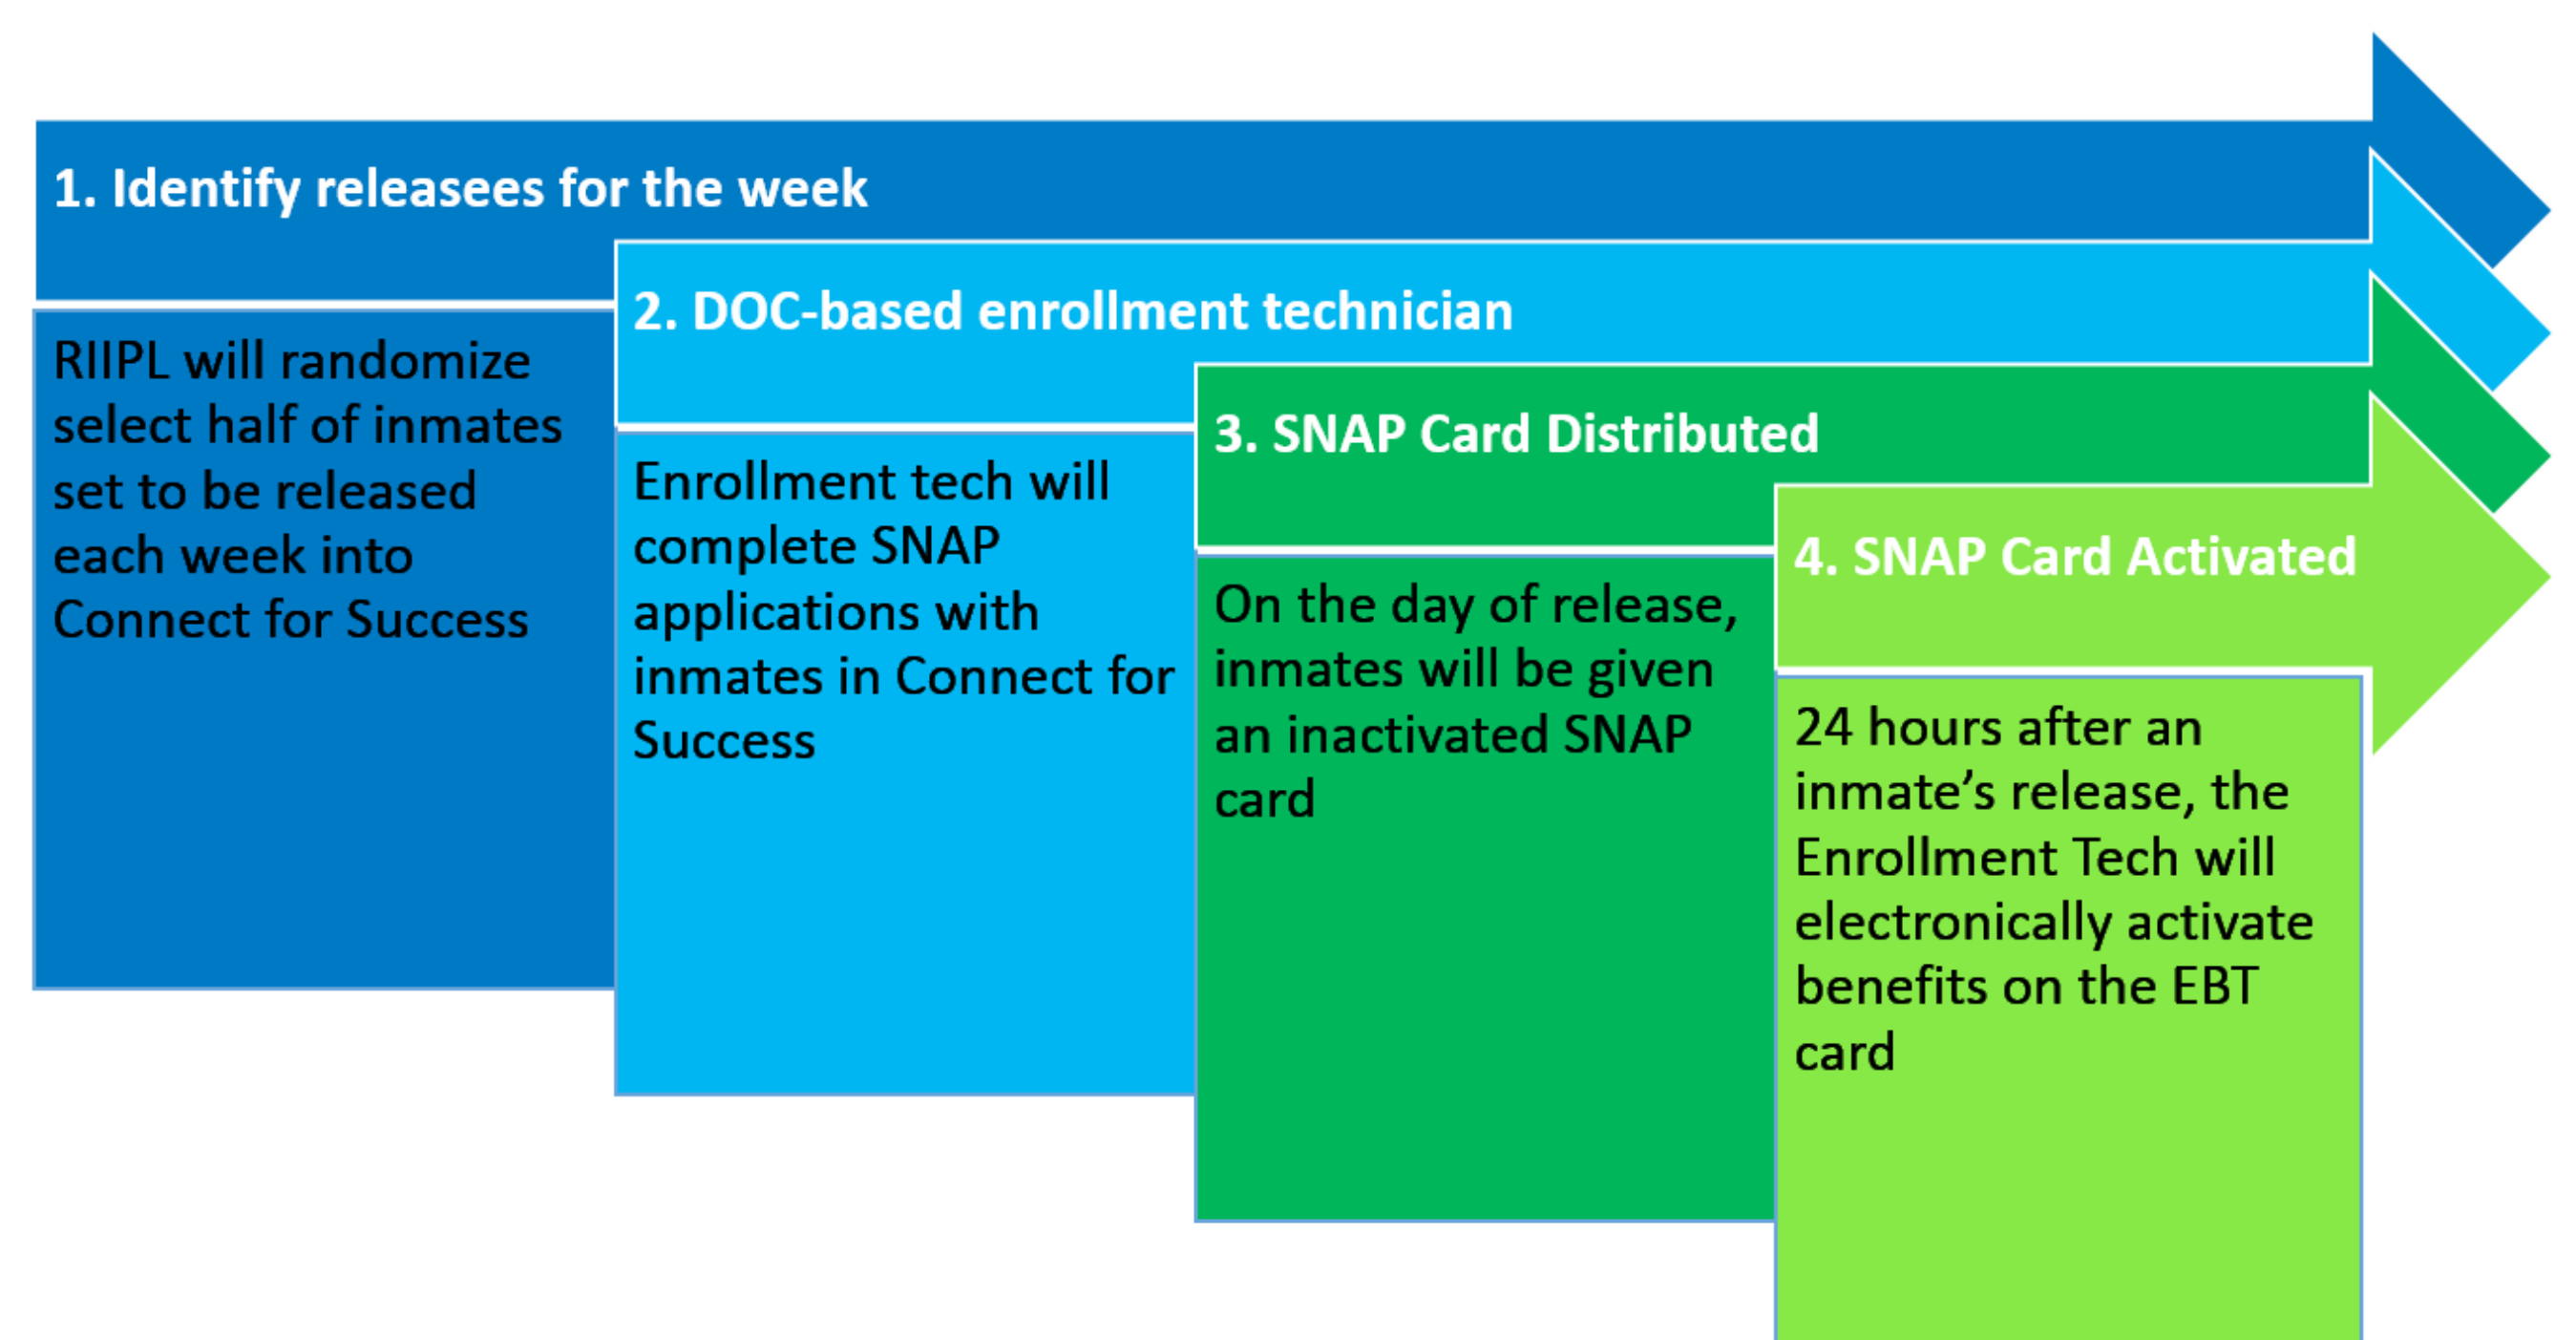 1. Identify releasees for the week
RIIPL will randomize
select half of inmates
set to be released
each week into
Connect for Success
2. DOC-based enrollment technician
Enrollment tech will
complete SNAP
applications with
inmates in Connect for
Success
3. SNAP Card Distributed
On the day of release,
inmates will be given
an inactivated SNAP
card
4. SNAP Card Activated
24 hours after an
inmate’s release, the
Enrollment Tech will
electronically activate
benefits on the EBT
card